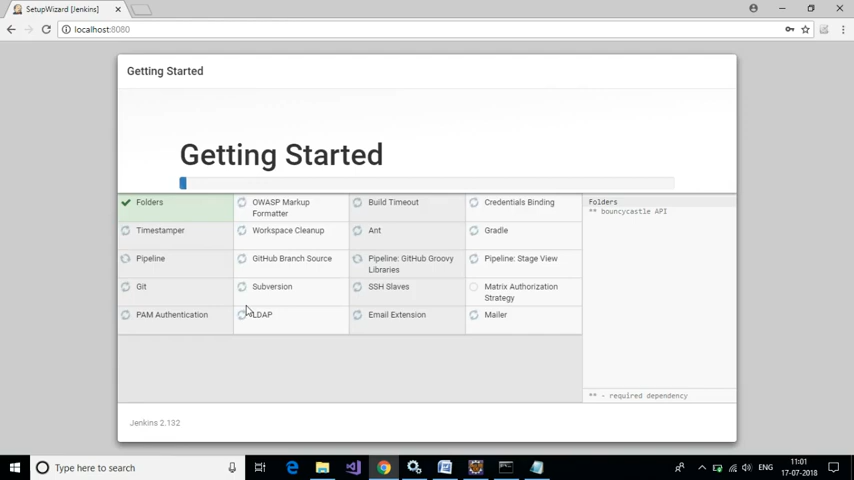 SetupWizard [Jenkins]
localhost:8080
Getting Started
Getting Started
Folders
OWASP Markup
Formatter
Build Timeout
Credentials Binding
Timestamper
Workspace Cleanup
Ant
Gradle
Pipeline
GitHub Branch Source
Pipeline: GitHub Groovy
Libraries
Pipeline: Stage View
Git
Subversion
SSH Slaves
Matrix Authorization
Strategy
PAM Authentication
LDAP
Email Extension
Mailer
Folders
** bouncycastle API
** - required dependency
Jenkins 2.132
Type here to search
ENG
11:01
17-07-2018